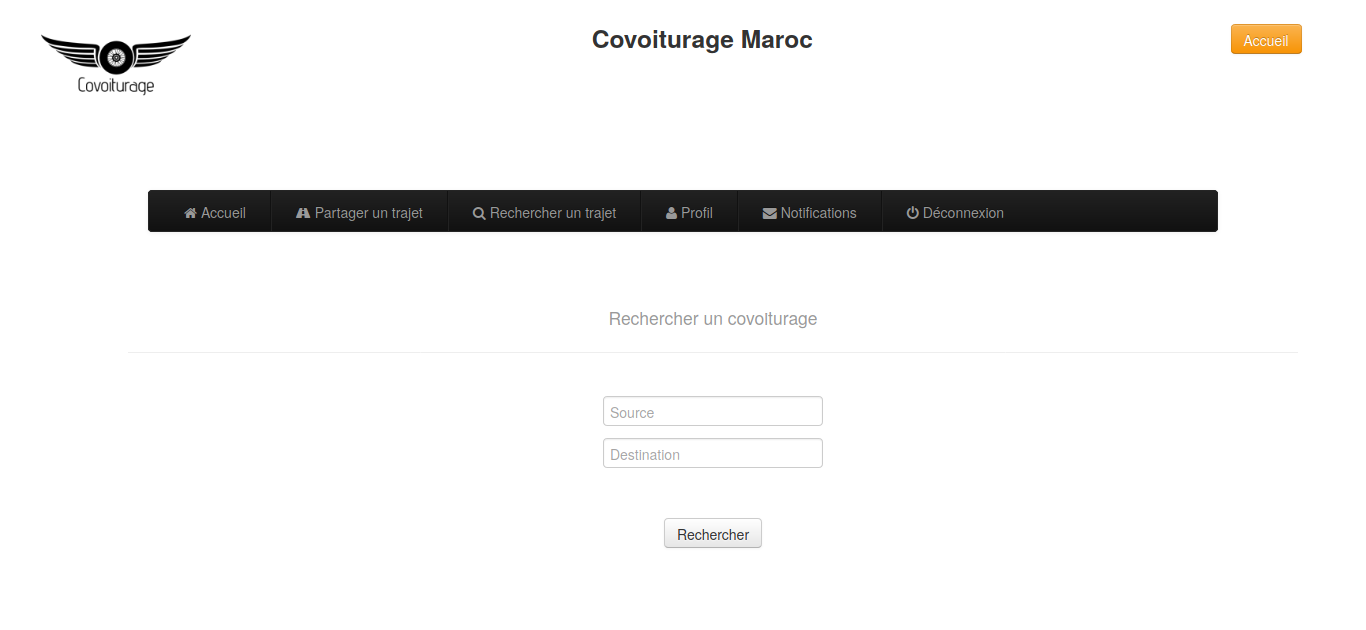 Covoiturage Maroc
Accueil
Covoiturage
Accueil Partager un trajet Rechercher un trajet Profil Notifications Déconnexion
Rechercher un covoiturage
Source
Destination
Rechercher